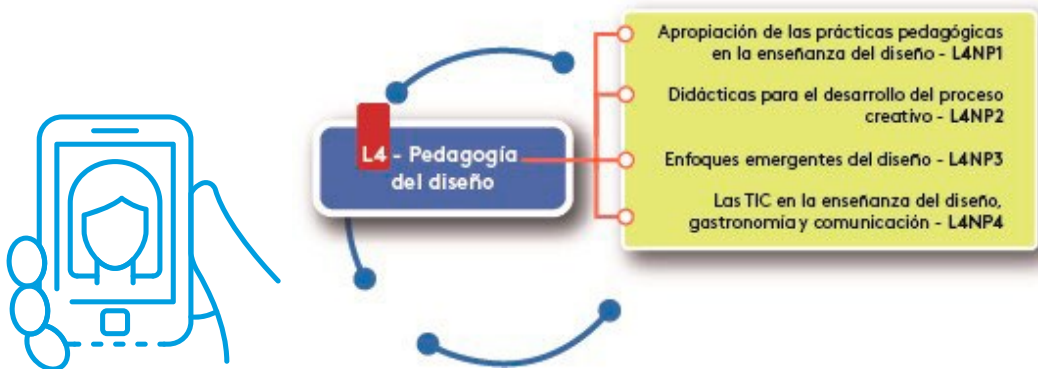 Apropiación de las prácticas pedagógicas
en la enseñanza del diseño - L4NP1
Didácticas para el desarrollo del proceso
creativo - L4NP2
L4 - Pedagogía
del diseño
Enfoques emergentes del diseño - L4NP3
Las TIC en la enseñanza del diseño,
gastronomía y comunicación - L4NP4